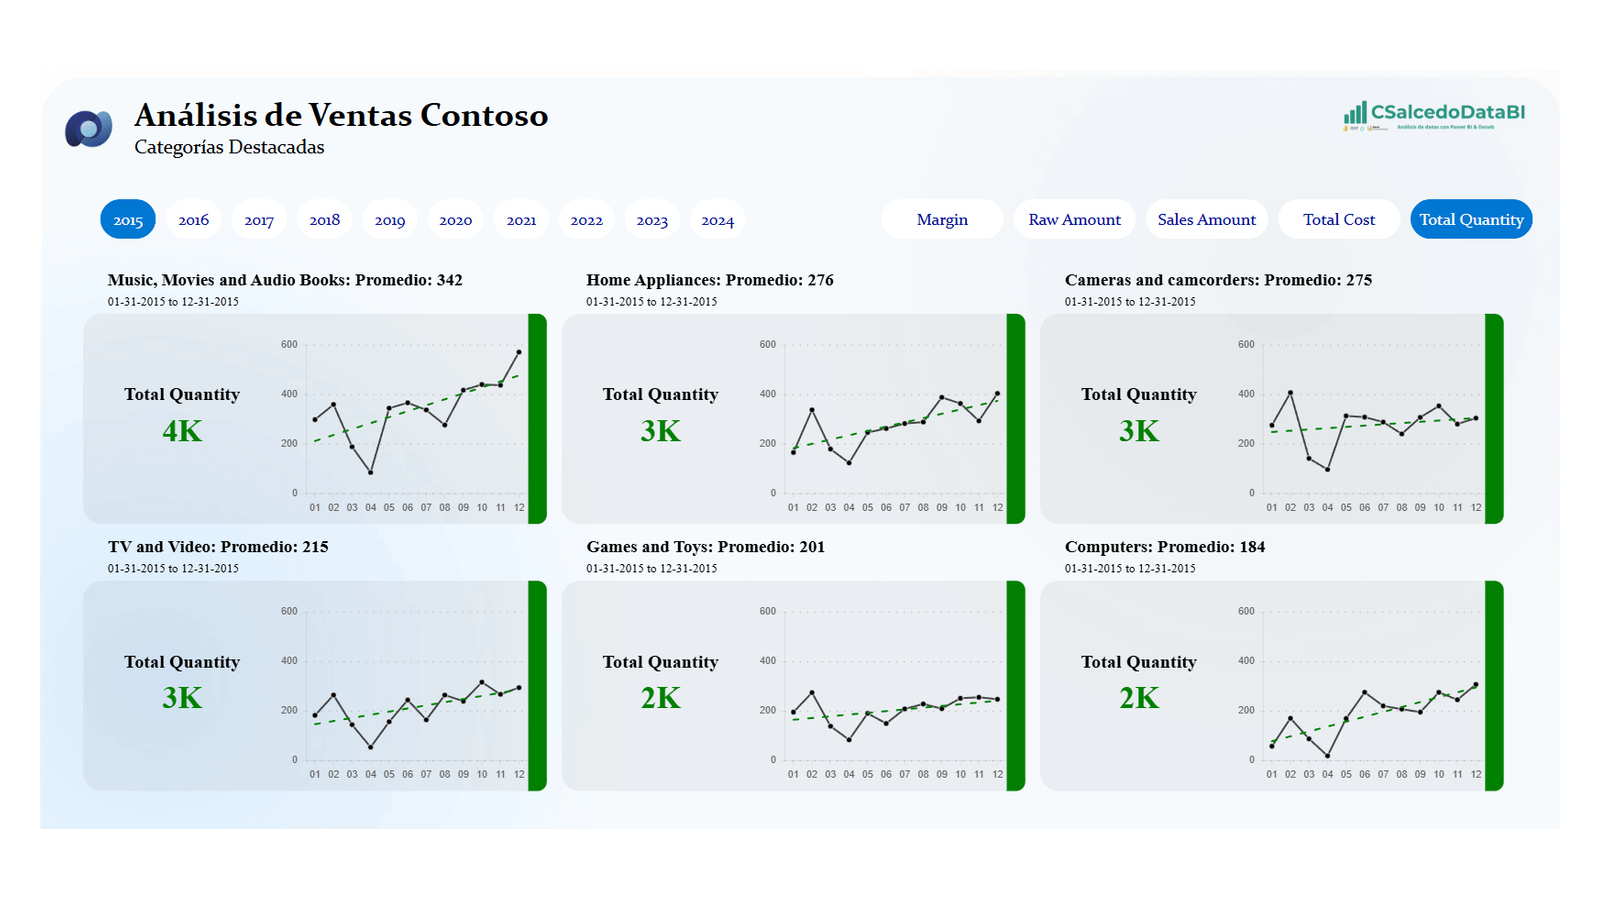 Análisis de Ventas Contoso
Categorías Destacadas
CSalcedoDataBI
Análisis de datos con Power BI & Deneb
2015 2016 2017 2018 2019 2020 2021 2022 2023 2024
Margin Raw Amount Sales Amount Total Cost Total Quantity
Music, Movies and Audio Books: Promedio: 342
01-31-2015 to 12-31-2015
Total Quantity
4K
600
400
200
0
01 02 03 04 05 06 07 08 09 10 11 12
Home Appliances: Promedio: 276
01-31-2015 to 12-31-2015
Total Quantity
3K
600
400
200
0
01 02 03 04 05 06 07 08 09 10 11 12
Cameras and camcorders: Promedio: 275
01-31-2015 to 12-31-2015
Total Quantity
3K
600
400
200
0
01 02 03 04 05 06 07 08 09 10 11 12
TV and Video: Promedio: 215
01-31-2015 to 12-31-2015
Total Quantity
3K
600
400
200
0
01 02 03 04 05 06 07 08 09 10 11 12
Games and Toys: Promedio: 201
01-31-2015 to 12-31-2015
Total Quantity
2K
600
400
200
0
01 02 03 04 05 06 07 08 09 10 11 12
Computers: Promedio: 184
01-31-2015 to 12-31-2015
Total Quantity
2K
600
400
200
0
01 02 03 04 05 06 07 08 09 10 11 12